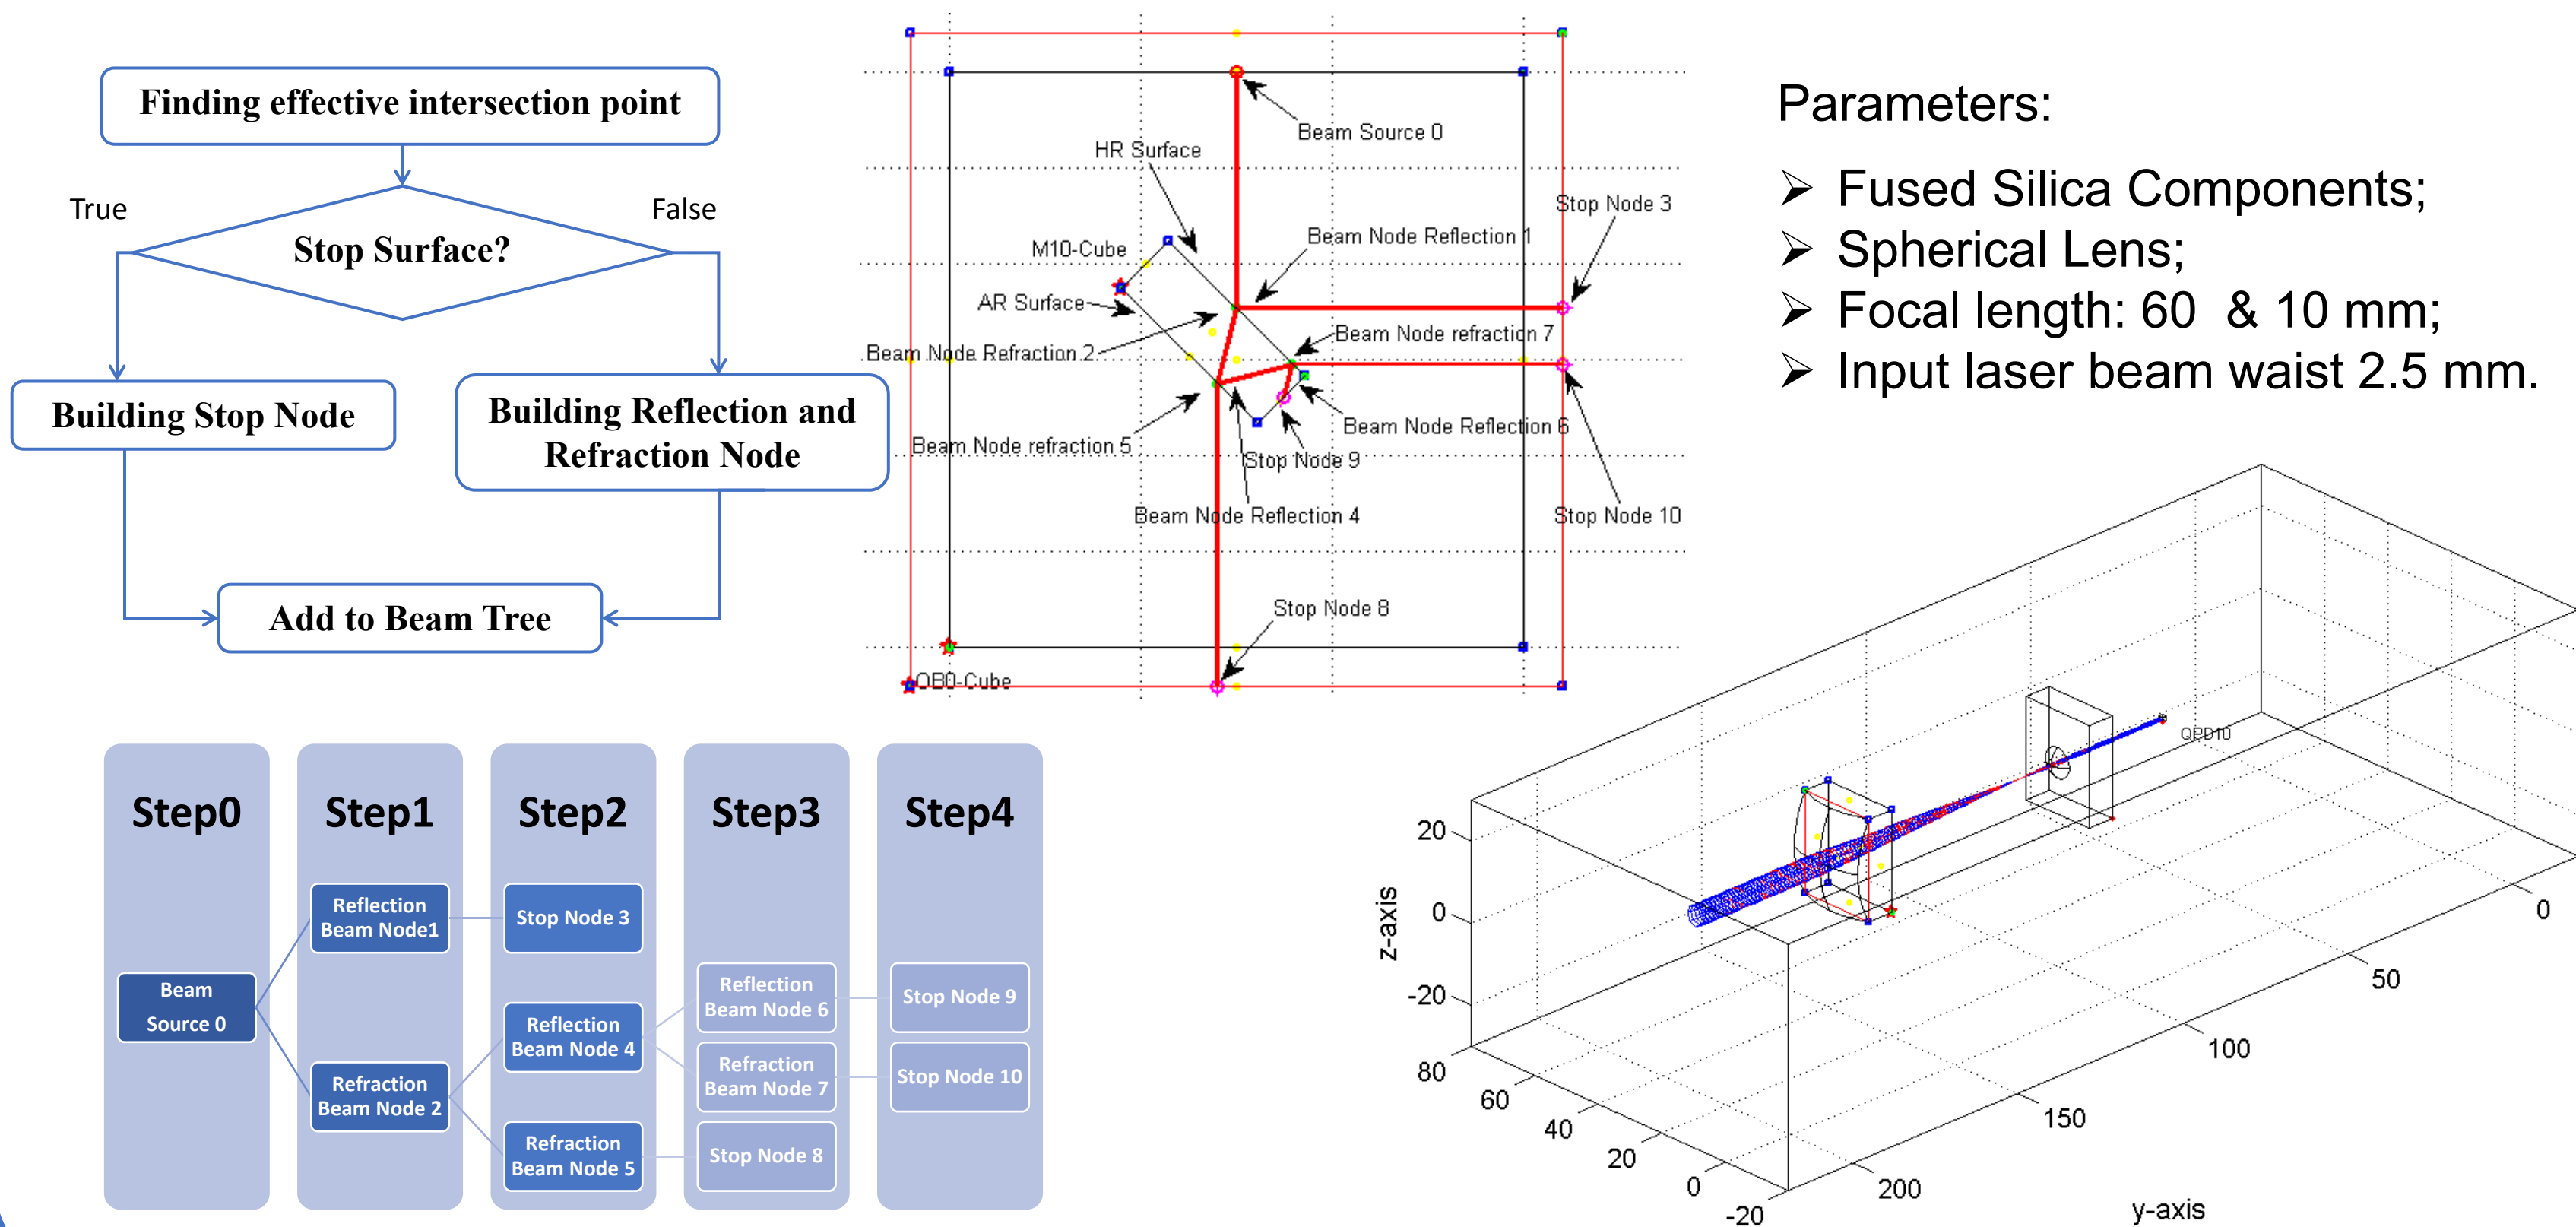 Finding effective intersection point
True
False
Stop Surface?
Building Stop Node
Building Reflection and
Refraction Node
Add to Beam Tree
Beam Source 0
HR Surface
Stop Node 3
M10-Cube
Beam Node Reflection 1
AR Surface
Beam Node Refraction 2
Beam Node refraction 7
Beam Node refraction 5
Beam Node Reflection 6
Stop Node 9
Beam Node Reflection 4
Stop Node 10
Stop Node 8
OB0-Cube
Parameters:
➢ Fused Silica Components;
➢ Spherical Lens;
➢ Focal length: 60 & 10 mm;
➢ Input laser beam waist 2.5 mm.
Step0
Step1
Step2
Step3
Step4
Beam
Source 0
Reflection
Beam Node1
Refraction
Beam Node 2
Stop Node 3
Reflection
Beam Node 4
Refraction
Beam Node 5
Reflection
Beam Node 6
Refraction
Beam Node 7
Stop Node 8
Stop Node 9
Stop Node 10
QPD10
z-axis
20
0
-20
80
60
40
20
0
-20
200
150
100
50
0
y-axis